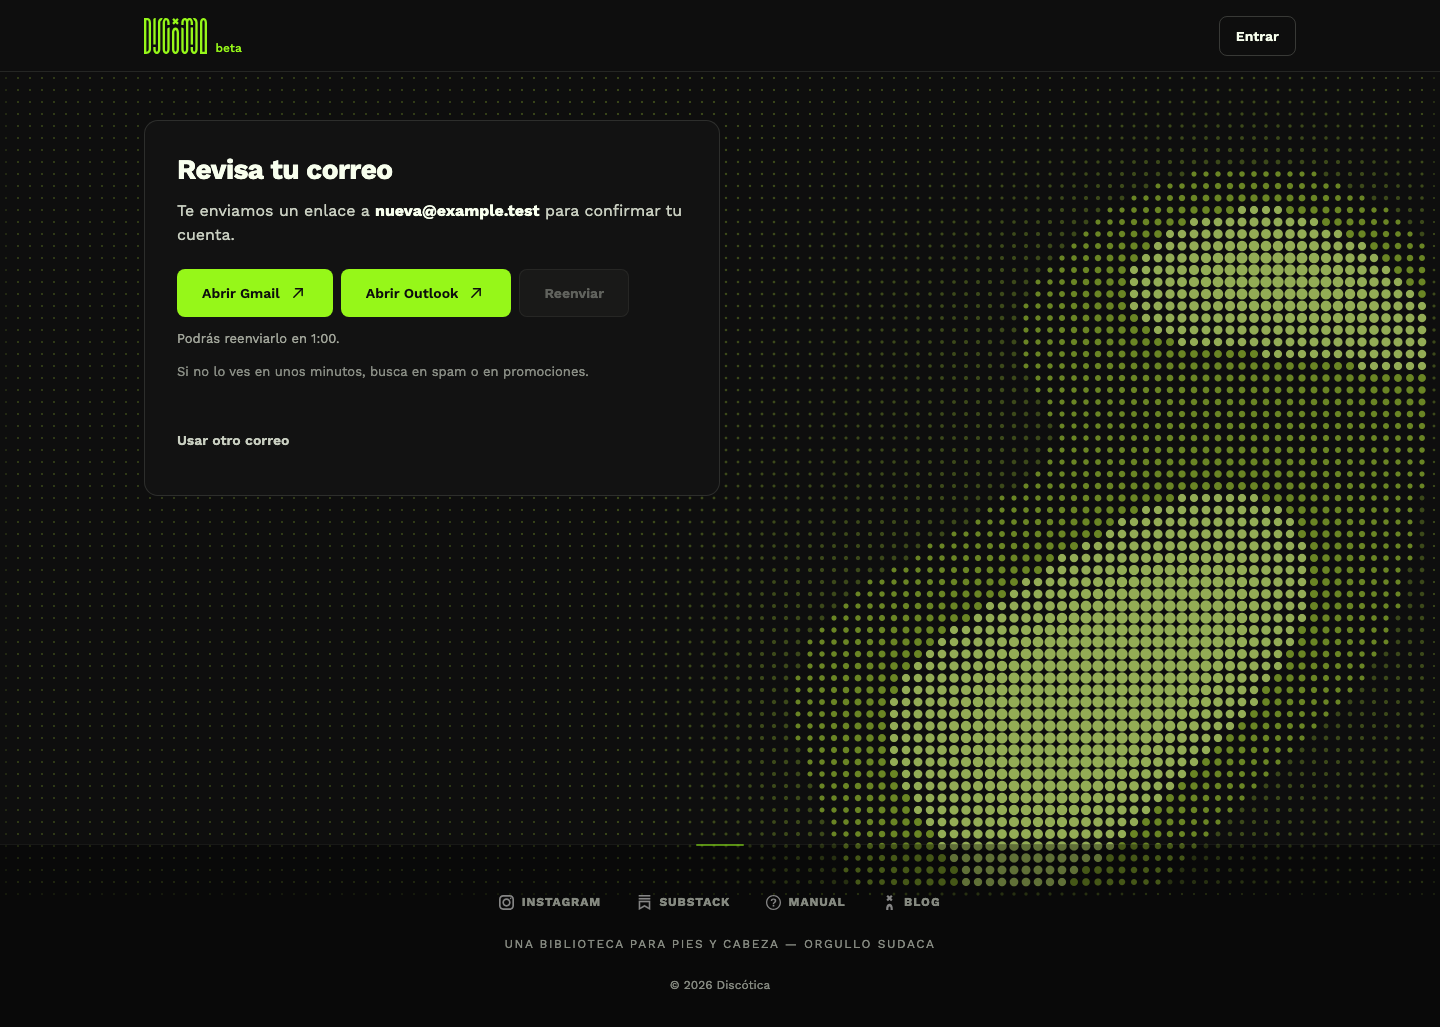 DISCÓTICA beta
Entrar
Revisa tu correo
Te enviamos un enlace a nueva@example.test para confirmar tu
cuenta.
Abrir Gmail
Abrir Outlook
Reenviar
Podrás reenviarlo en 1:00.
Si no lo ves en unos minutos, busca en spam o en promociones.
Usar otro correo
INSTAGRAM
SUBSTACK
MANUAL
BLOG
UNA BIBLIOTECA PARA PIES Y CABEZA — ORGULLO SUDACA
© 2026 Discótica